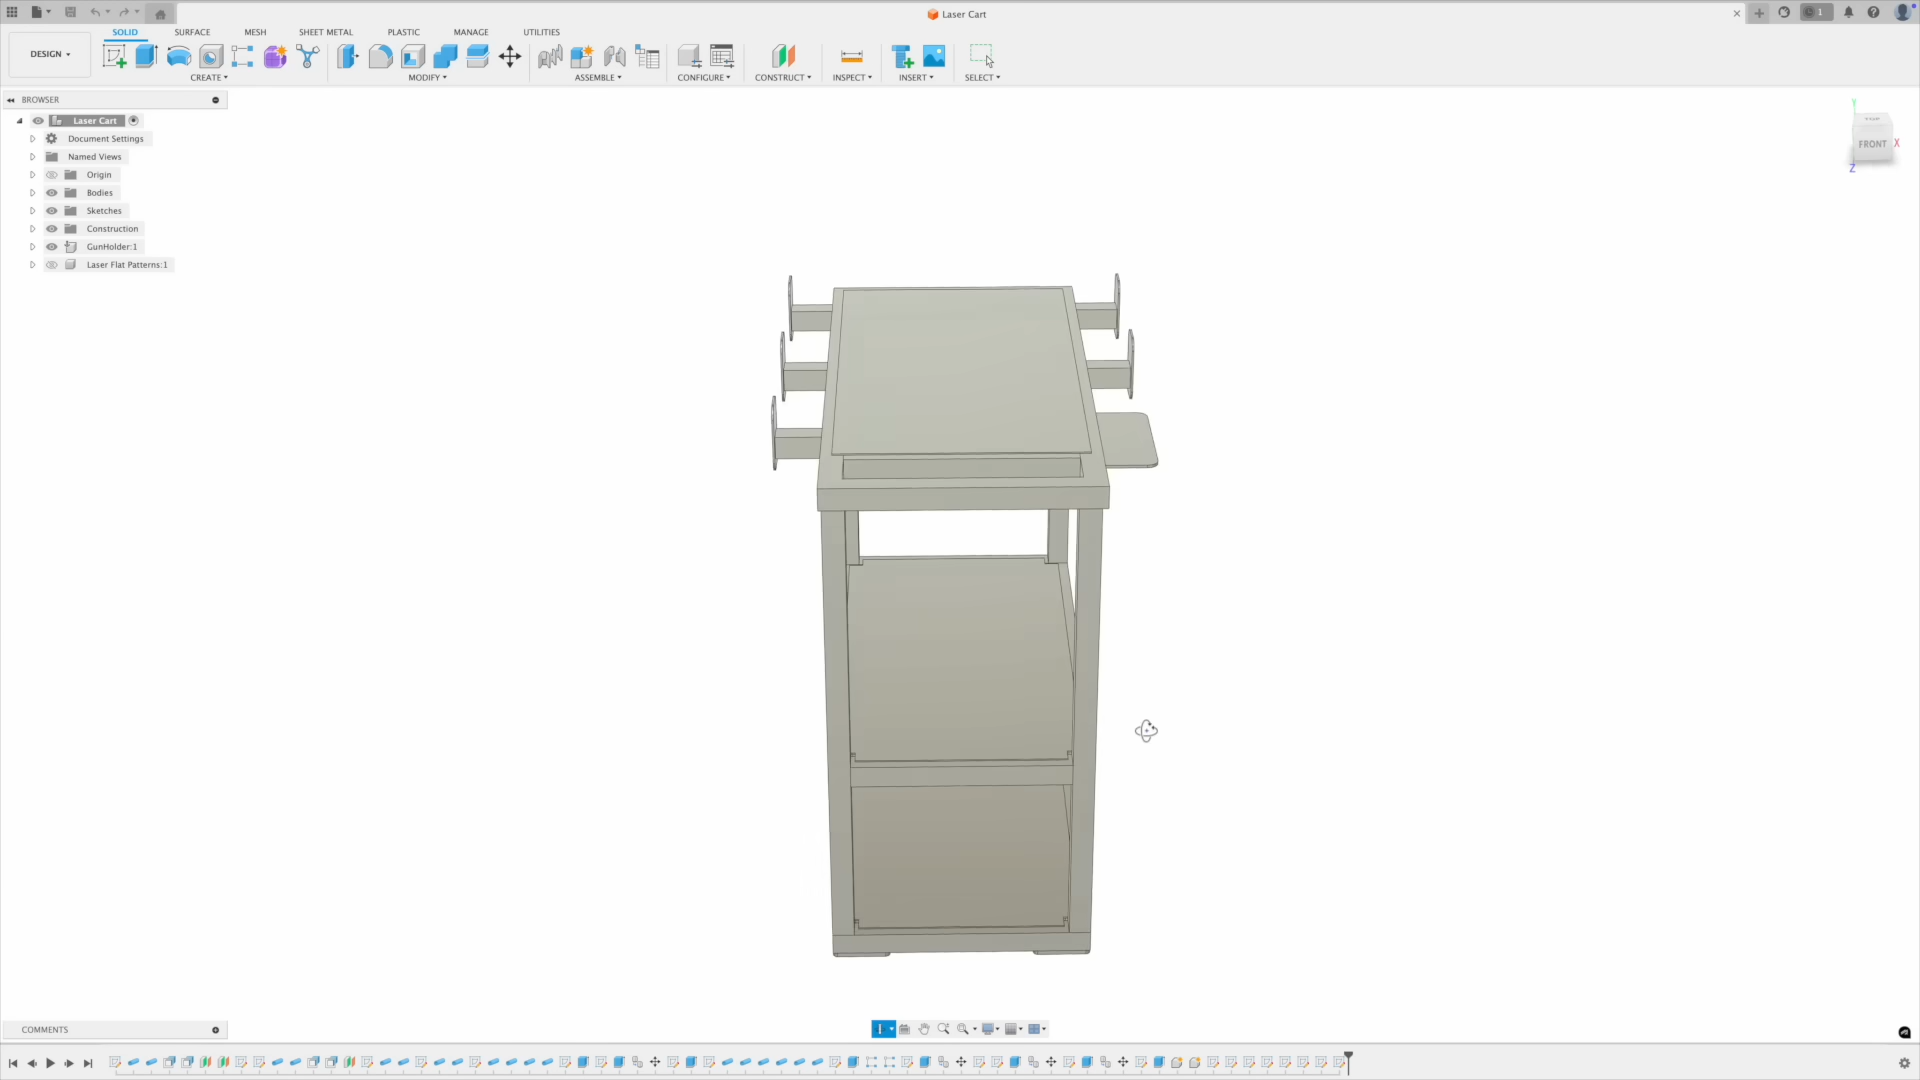 Laser Cart
1
SOLID SURFACE MESH SHEET METAL PLASTIC MANAGE UTILITIES
DESIGN
CREATE MODIFY ASSEMBLE CONFIGURE CONSTRUCT INSPECT INSERT SELECT
BROWSER
Laser Cart
Document Settings
Named Views
Origin
Bodies
Sketches
Construction
GunHolder:1
Laser Flat Patterns:1
Y
FRONT X
Z
COMMENTS